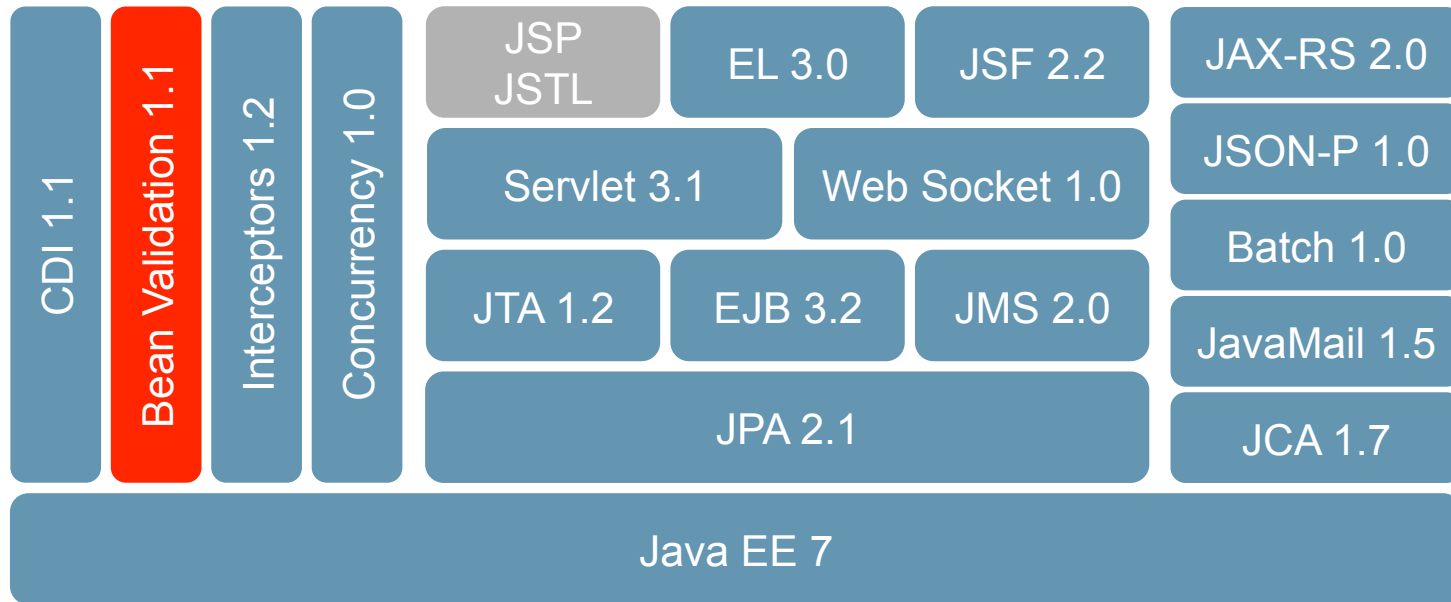 CDI 1.1
Bean Validation 1.1
Interceptors 1.2
Concurrency 1.0
JSP
JSTL
EL 3.0
JSF 2.2
Servlet 3.1
Web Socket 1.0
JTA 1.2
EJB 3.2
JMS 2.0
JPA 2.1
JAX-RS 2.0
JSON-P 1.0
Batch 1.0
JavaMail 1.5
JCA 1.7
Java EE 7